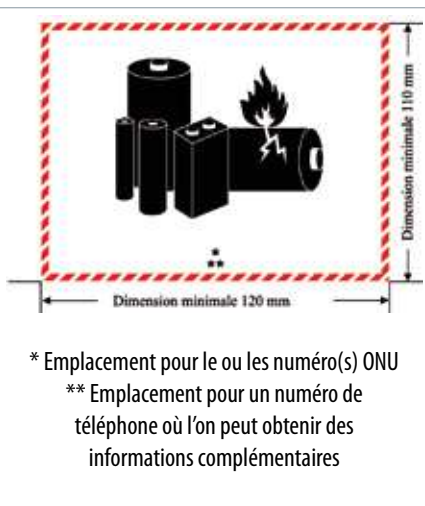 Dimension minimale 110 mm
*
**
Dimension minimale 120 mm
* Emplacement pour le ou les numéro(s) ONU
** Emplacement pour un numéro de
téléphone où l’on peut obtenir des
informations complémentaires